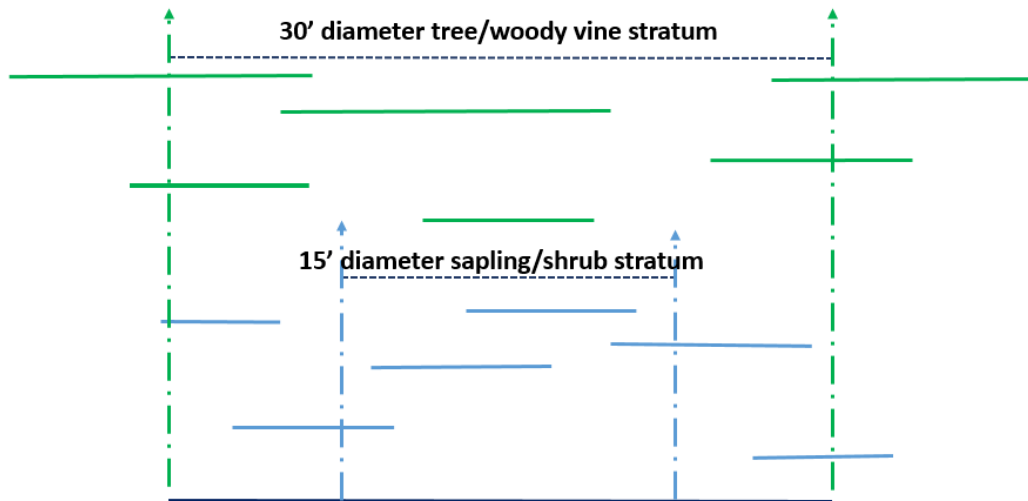 30’ diameter tree/woody vine stratum
15’ diameter sapling/shrub stratum